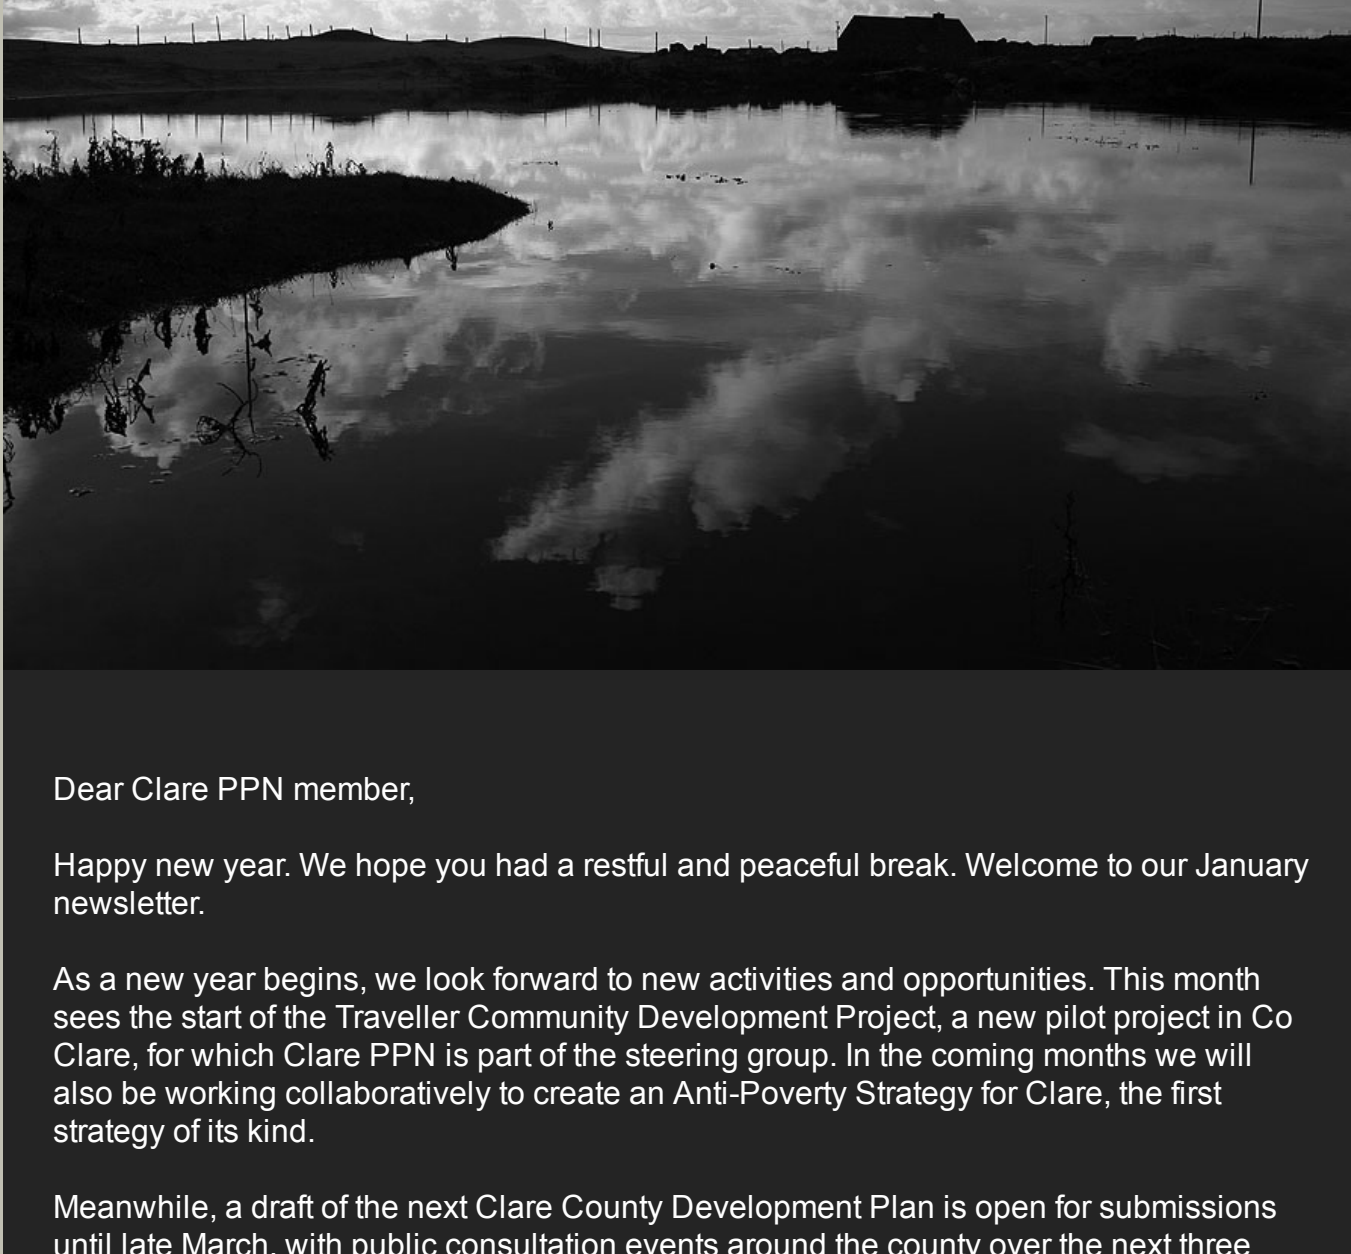 Dear Clare PPN member,
Happy new year. We hope you had a restful and peaceful break. Welcome to our January
newsletter.
As a new year begins, we look forward to new activities and opportunities. This month
sees the start of the Traveller Community Development Project, a new pilot project in Co
Clare, for which Clare PPN is part of the steering group. In the coming months we will
also be working collaboratively to create an Anti-Poverty Strategy for Clare, the first
strategy of its kind.
Meanwhile, a draft of the next Clare County Development Plan is open for submissions
until late March, with public consultation events around the county over the next three